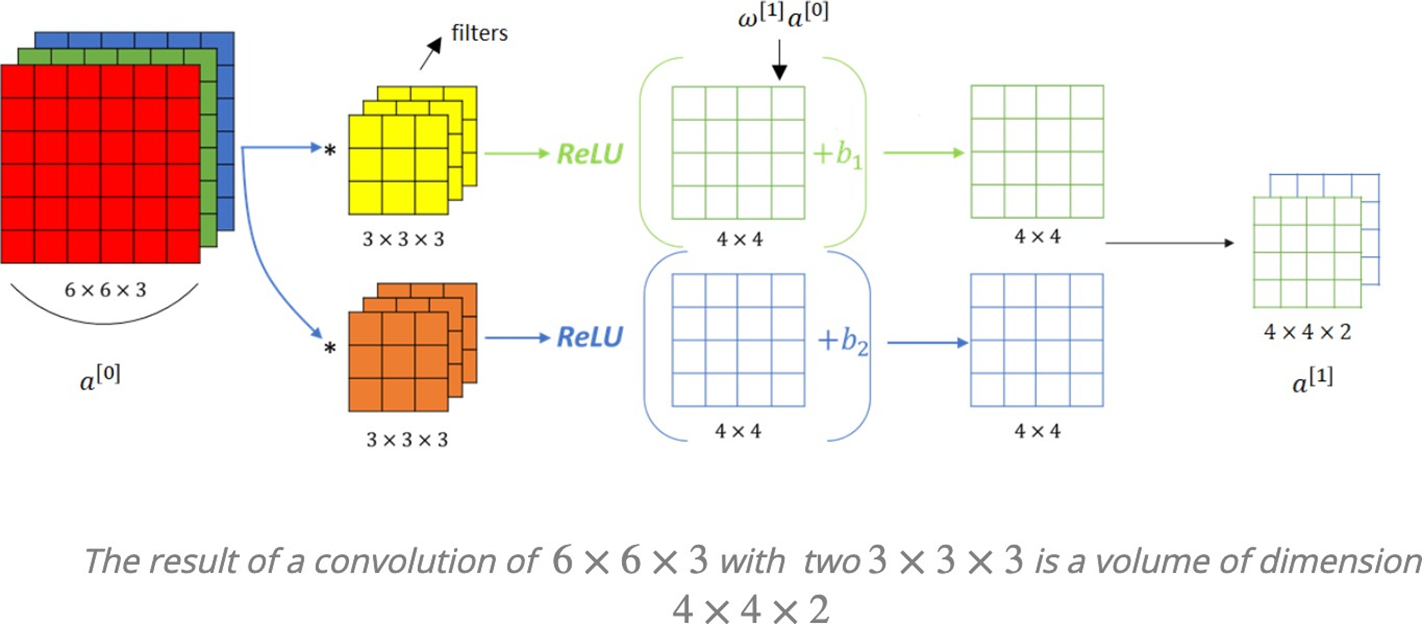 filters
ω[1]a[0]
*
ReLU
+b1
3 × 3 × 3
4 × 4
4 × 4
6 × 6 × 3
a[0]
*
ReLU
+b2
3 × 3 × 3
4 × 4
4 × 4
4 × 4 × 2
a[1]
The result of a convolution of 6 × 6 × 3 with two 3 × 3 × 3 is a volume of dimension
4 × 4 × 2